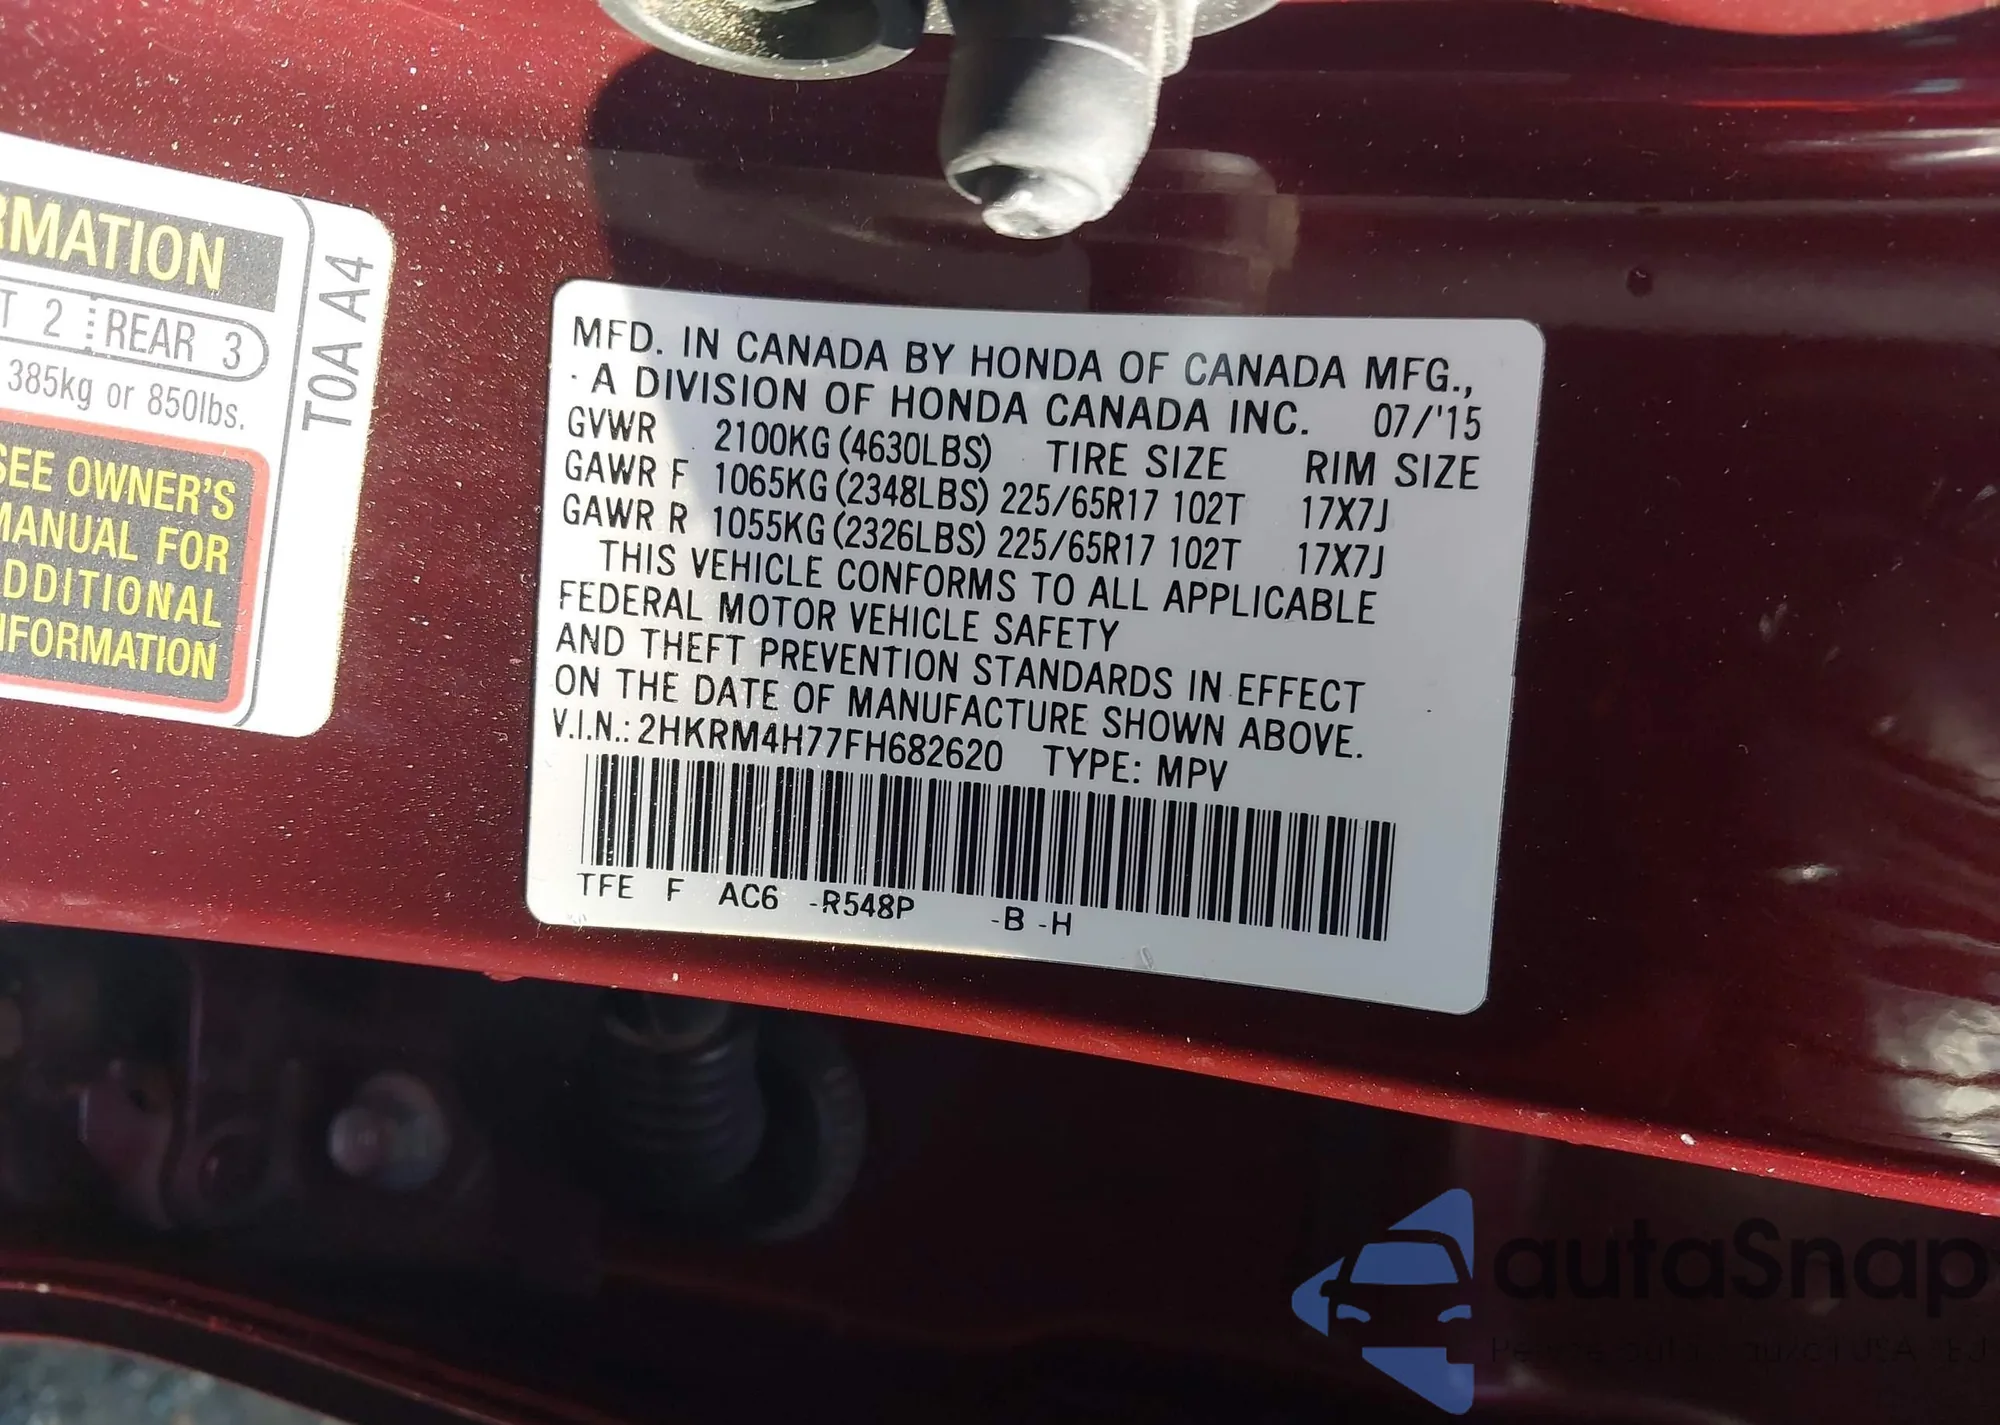 RMATION
T 2 REAR 3
385kg or 850lbs.
SEE OWNER'S
MANUAL FOR
ADDITIONAL
INFORMATION
T0A A4
MFD. IN CANADA BY HONDA OF CANADA MFG.,
A DIVISION OF HONDA CANADA INC. 07/'15
GVWR 2100KG (4630LBS) TIRE SIZE RIM SIZE
GAWR F 1065KG (2348LBS) 225/65R17 102T 17X7J
GAWR R 1055KG (2326LBS) 225/65R17 102T 17X7J
THIS VEHICLE CONFORMS TO ALL APPLICABLE
FEDERAL MOTOR VEHICLE SAFETY
AND THEFT PREVENTION STANDARDS IN EFFECT
ON THE DATE OF MANUFACTURE SHOWN ABOVE.
V.I.N.: 2HKRM4H77FH682620 TYPE: MPV
TFE F AC6 -R548P -B -H
autaSnap